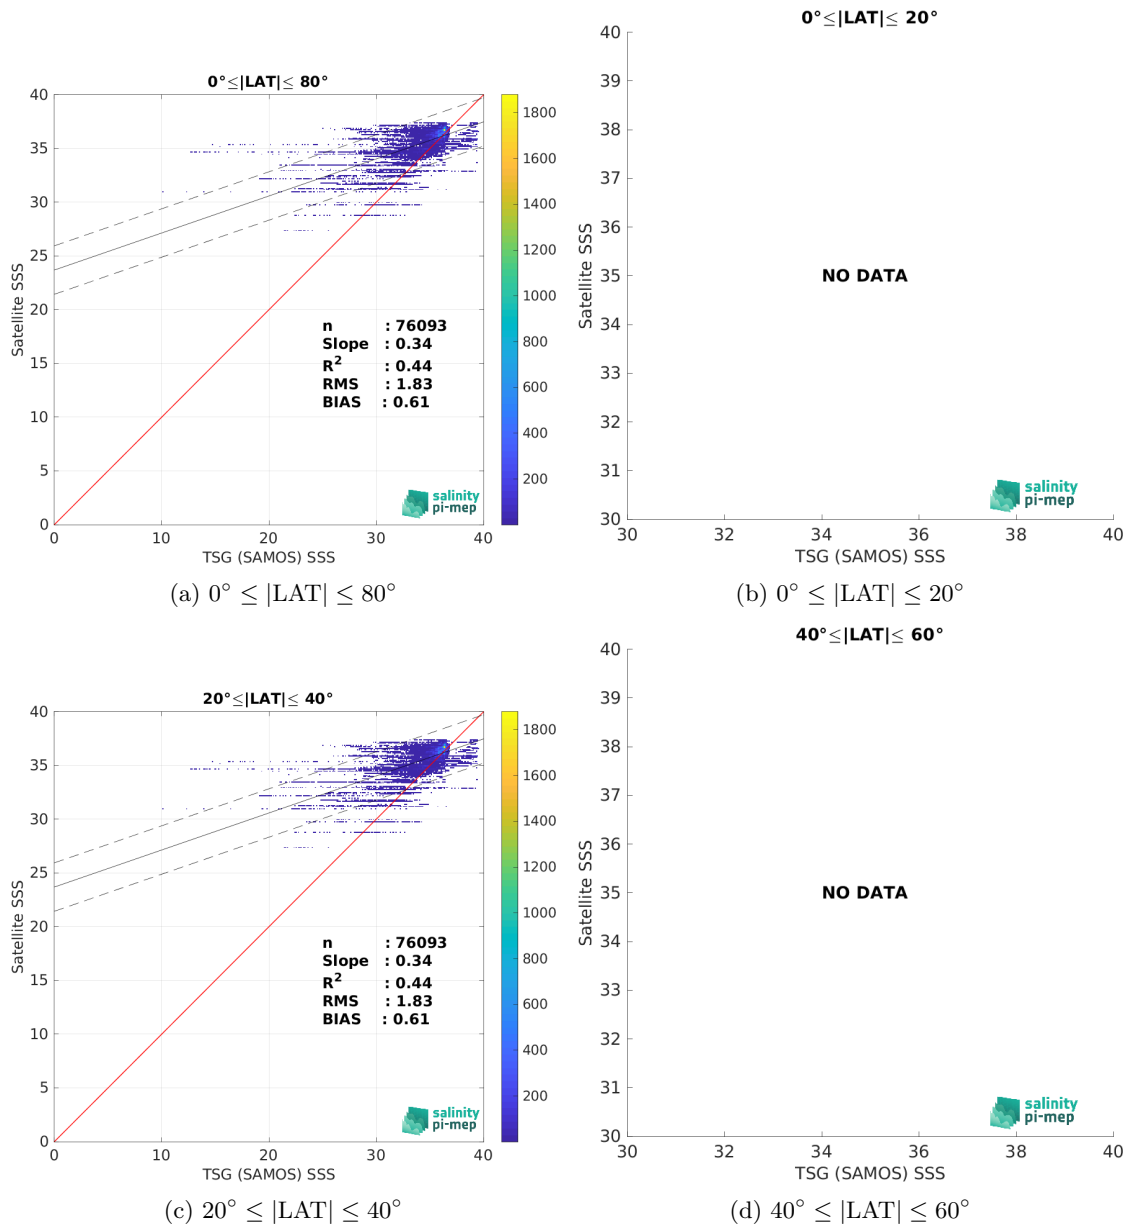 0°≤|LAT|≤ 80°
40
35
30
25
20
15
10
5
0
Satellite SSS
n : 76093
Slope : 0.34
R² : 0.44
RMS : 1.83
BIAS : 0.61
salinity
pi-mep
0 10 20 30 40
TSG (SAMOS) SSS
1800
1600
1400
1200
1000
800
600
400
200
(a) 0° ≤ |LAT| ≤ 80°
0°≤|LAT|≤ 20°
40
39
38
37
36
35
34
33
32
31
30
Satellite SSS
NO DATA
salinity
pi-mep
30 32 34 36 38 40
TSG (SAMOS) SSS
(b) 0° ≤ |LAT| ≤ 20°
20°≤|LAT|≤ 40°
40
35
30
25
20
15
10
5
0
Satellite SSS
n : 76093
Slope : 0.34
R² : 0.44
RMS : 1.83
BIAS : 0.61
salinity
pi-mep
0 10 20 30 40
TSG (SAMOS) SSS
1800
1600
1400
1200
1000
800
600
400
200
(c) 20° ≤ |LAT| ≤ 40°
40°≤|LAT|≤ 60°
40
39
38
37
36
35
34
33
32
31
30
Satellite SSS
NO DATA
salinity
pi-mep
30 32 34 36 38 40
TSG (SAMOS) SSS
(d) 40° ≤ |LAT| ≤ 60°